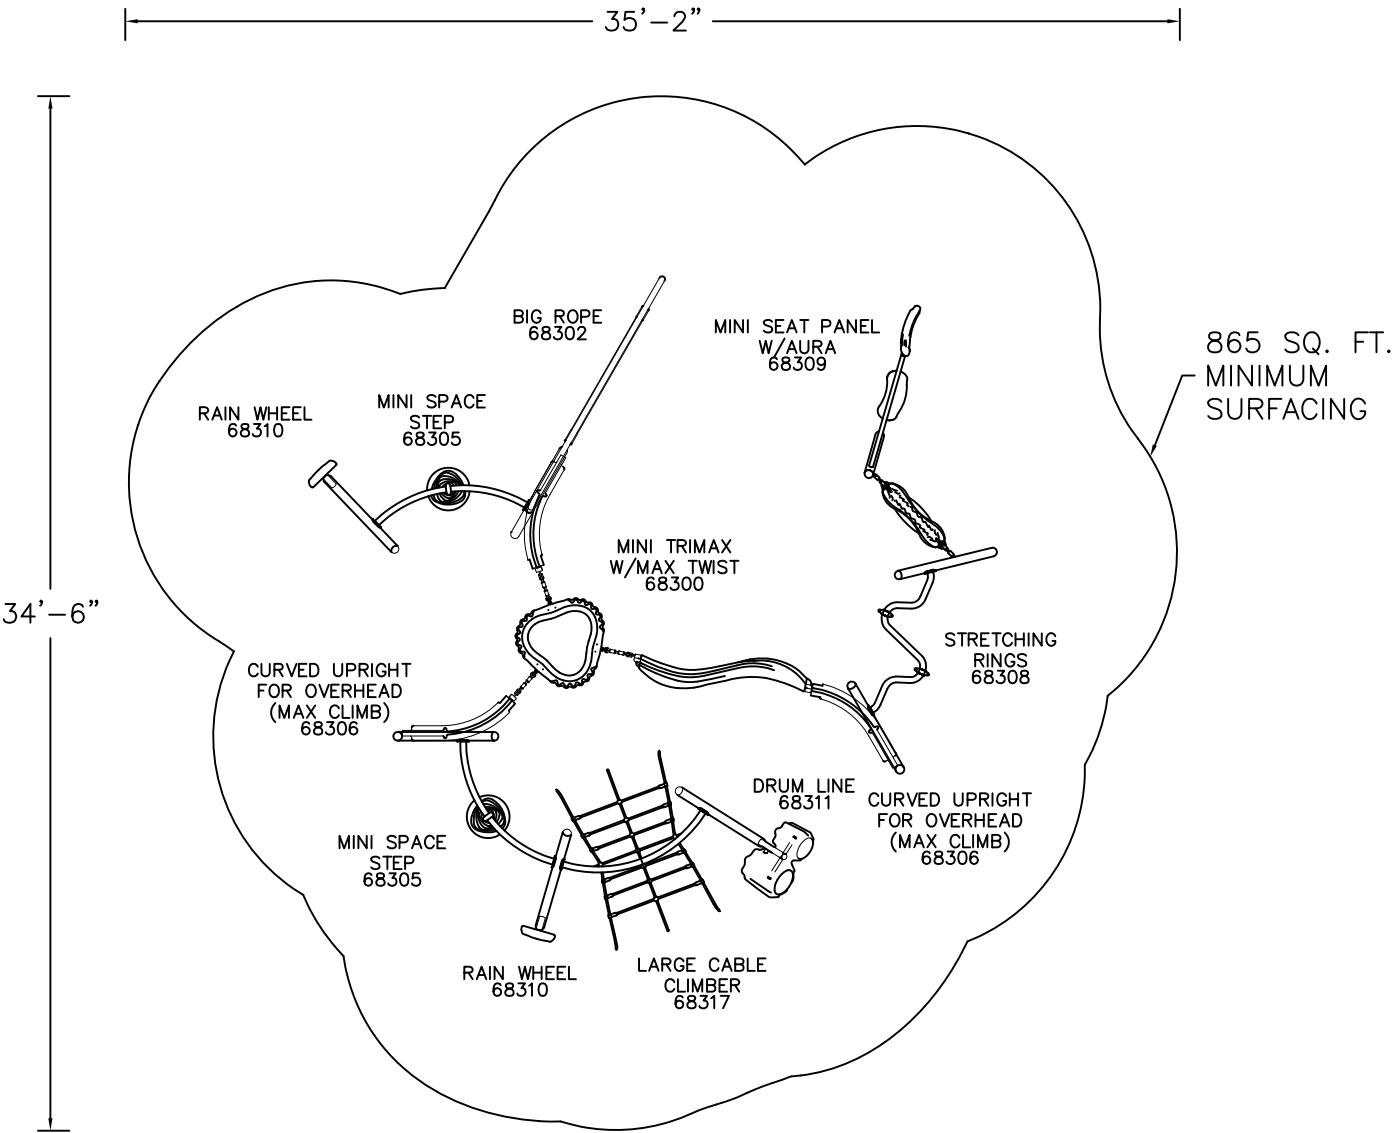 35'-2"
BIG ROPE
68302
MINI SEAT PANEL
W/AURA
68309
865 SQ. FT.
MINIMUM
SURFACING
RAIN WHEEL
68310
MINI SPACE
STEP
68305
MINI TRIMAX
W/MAX TWIST
68300
34'-6"
STRETCHING
RINGS
68308
CURVED UPRIGHT
FOR OVERHEAD
(MAX CLIMB)
68306
DRUM LINE
68311
CURVED UPRIGHT
FOR OVERHEAD
(MAX CLIMB)
68306
MINI SPACE
STEP
68305
RAIN WHEEL
68310
LARGE CABLE
CLIMBER
68317